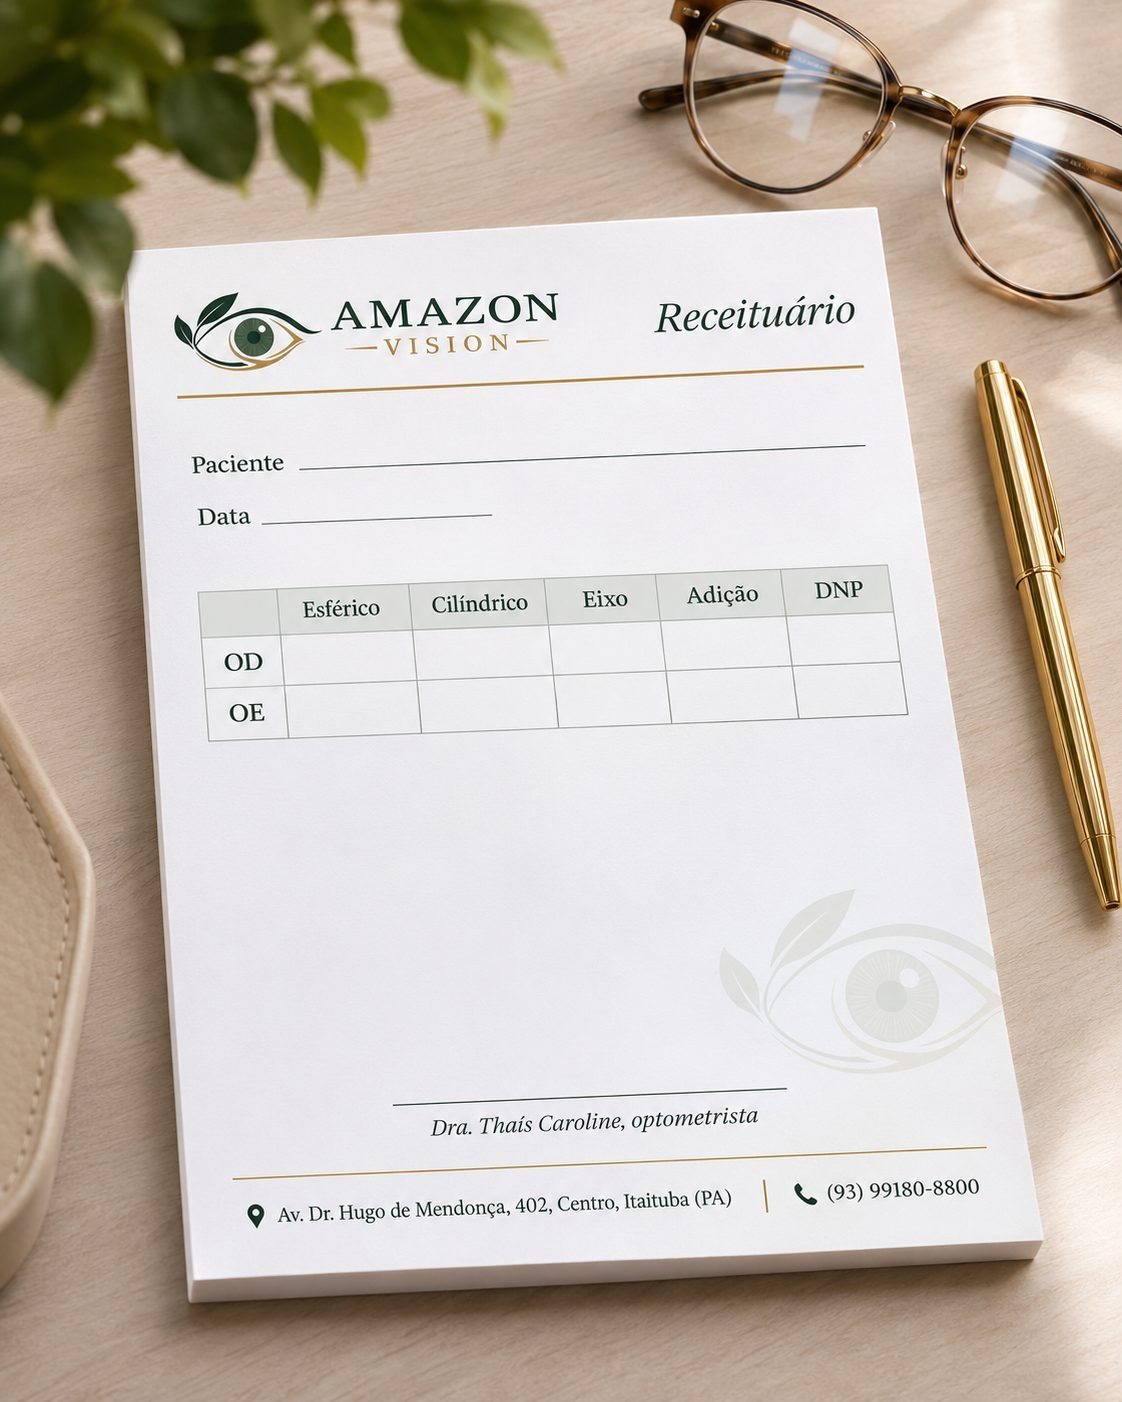 AMAZON
VISION
Receituário
Paciente
Data
Esférico Cilíndrico Eixo Adição DNP
OD
OE
Dra. Thaís Caroline, optometrista
Av. Dr. Hugo de Mendonça, 402, Centro, Itaituba (PA) | (93) 99180-8800